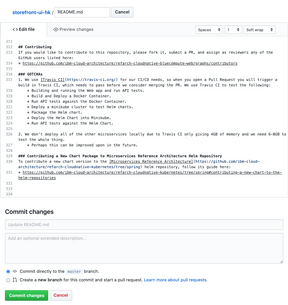 storefront-ui-hk / README.md Cancel
Edit file Preview changes Spaces 2 Soft wrap
## Contributing
If you would like to contribute to this repository, please fork it, submit a PR, and assign as reviewers any of the
GitHub users listed here:
* https://github.com/ibm-cloud-architecture/refarch-cloudnative-bluecompute-web/graphs/contributors
### GOTCHAs
1. We use [Travis CI](https://travis-ci.org/) for our CI/CD needs, so when you open a Pull Request you will trigger a
build in Travis CI, which needs to pass before we consider merging the PR. We use Travis CI to test the following:
* Building and running the Web app and run API tests.
* Build and Deploy a Docker Container.
* Run API tests against the Docker Container.
* Deploy a minikube cluster to test Helm charts.
* Package the Helm chart.
* Deploy the Helm Chart into Minikube.
* Run API tests against the Helm Chart.
2. We don't deploy all of the other microservices locally due to Travis CI only giving 4GB of memory and we need 6-8GB to
test the whole thing.
* Perhaps this can be improved upon in the future.
### Contributing a New Chart Package to Microservices Reference Architecture Helm Repository
To contribute a new chart version to the [Microservices Reference Architecture](https://github.com/ibm-cloud-
architecture/refarch-cloudnative-kubernetes/tree/spring) helm repository, follow its guide here:
* https://github.com/ibm-cloud-architecture/refarch-cloudnative-kubernetes/tree/spring#contributing-a-new-chart-to-the-
helm-repositories
Commit changes
Update README.md
Add an optional extended description...
Commit directly to the master branch.
Create a new branch for this commit and start a pull request. Learn more about pull requests.
Commit changes Cancel